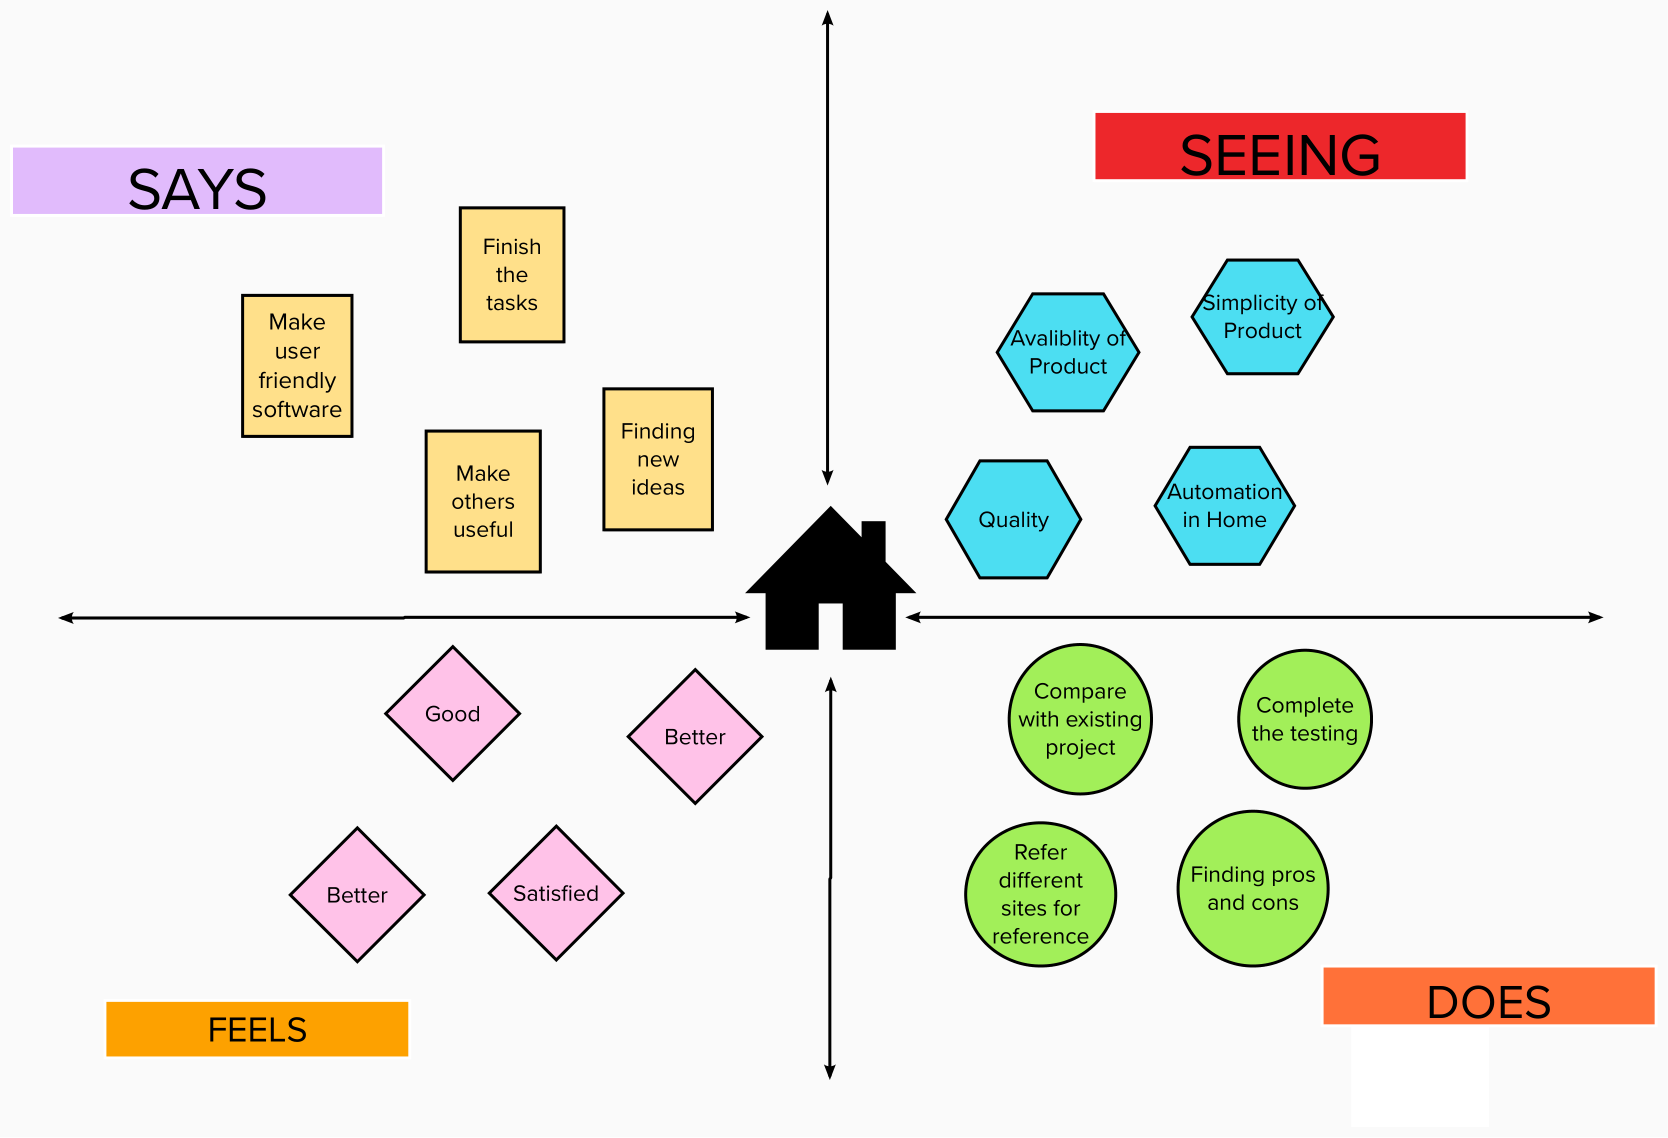 SAYS
Finish
the
tasks
Make
user
friendly
software
Make
others
useful
Finding
new
ideas
SEEING
Avaliblity of
Product
Simplicity of
Product
Quality
Automation
in Home
Good
Better
Better
Satisfied
FEELS
Compare
with existing
project
Complete
the testing
Refer
different
sites for
reference
Finding pros
and cons
DOES